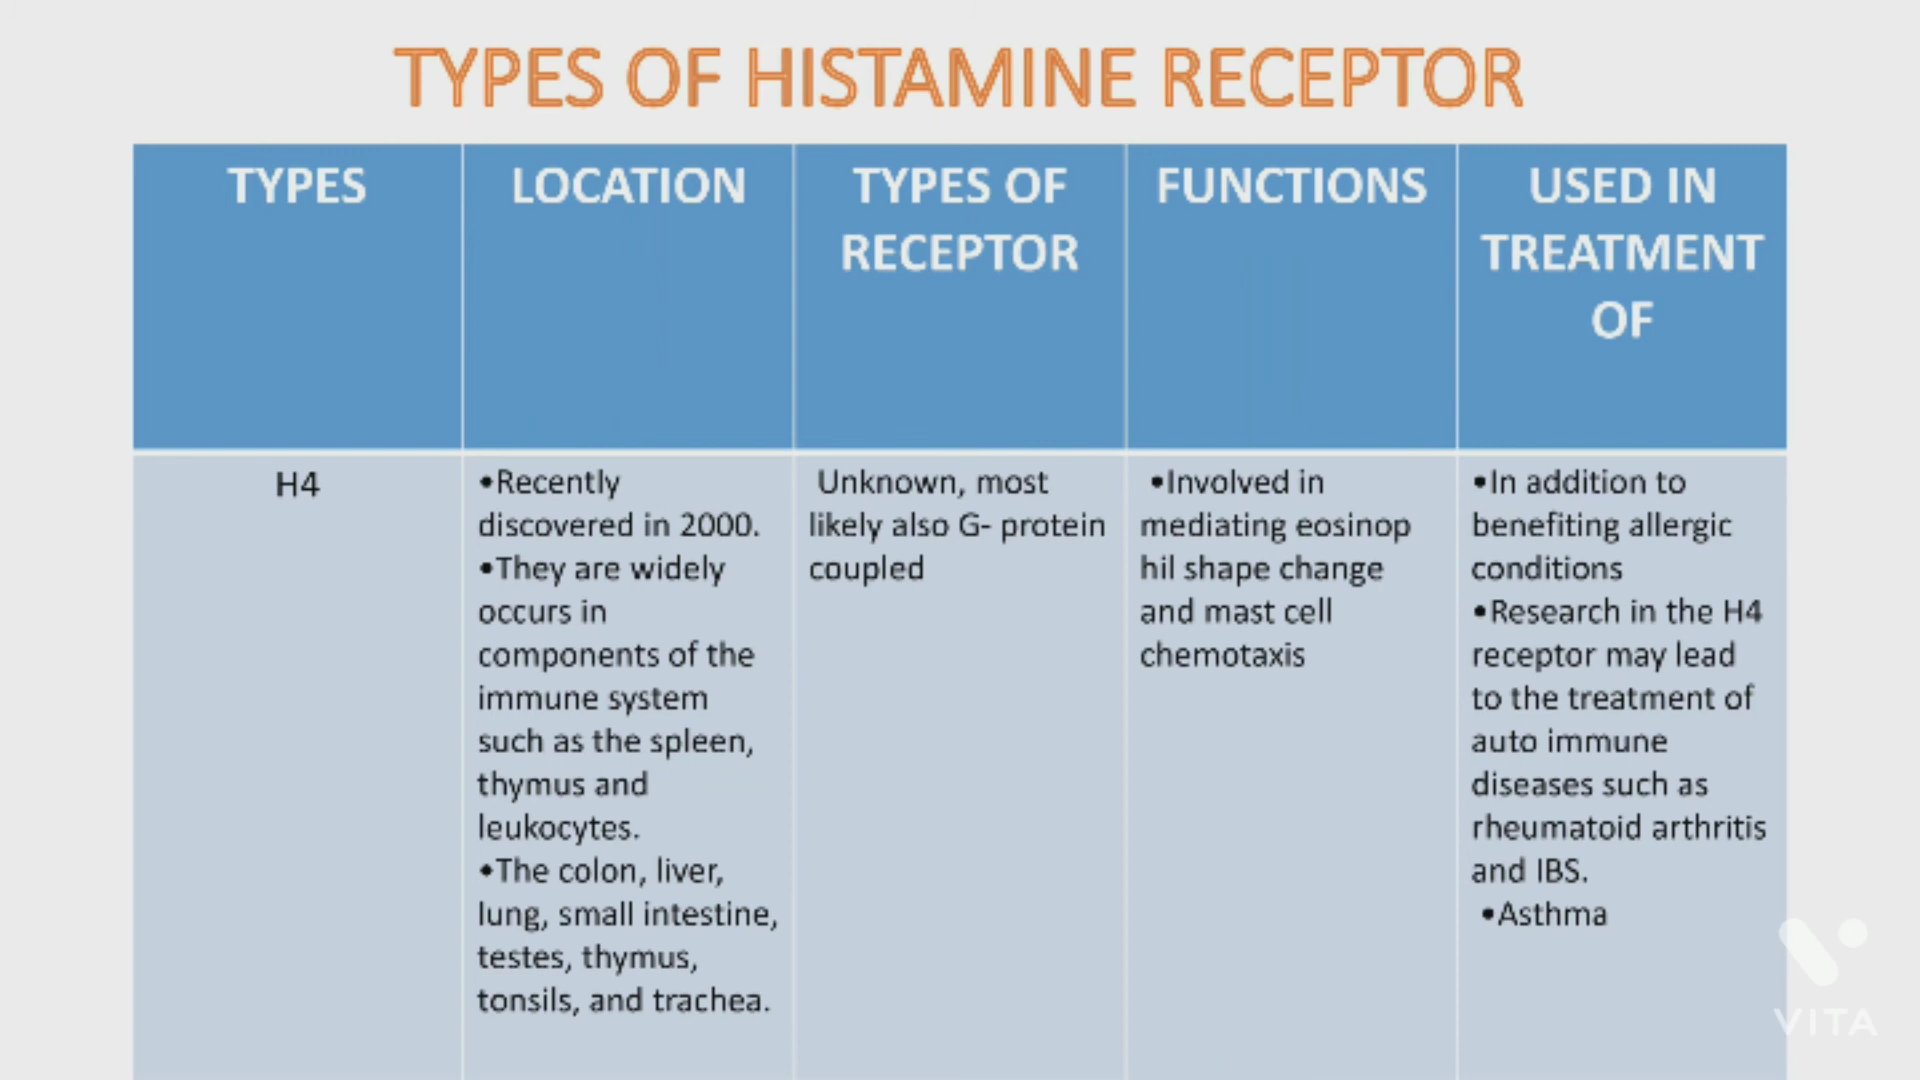 TYPES OF HISTAMINE RECEPTOR
TYPES
LOCATION
TYPES OF
RECEPTOR
FUNCTIONS
USED IN
TREATMENT
OF
H4
•Recently
discovered in 2000.
•They are widely
occurs in
components of the
immune system
such as the spleen,
thymus and
leukocytes.
•The colon, liver,
lung, small intestine,
testes, thymus,
tonsils, and trachea.
Unknown, most
likely also G- protein
coupled
•Involved in
mediating eosinop
hil shape change
and mast cell
chemotaxis
•In addition to
benefiting allergic
conditions
•Research in the H4
receptor may lead
to the treatment of
auto immune
diseases such as
rheumatoid arthritis
and IBS.
•Asthma
VITA